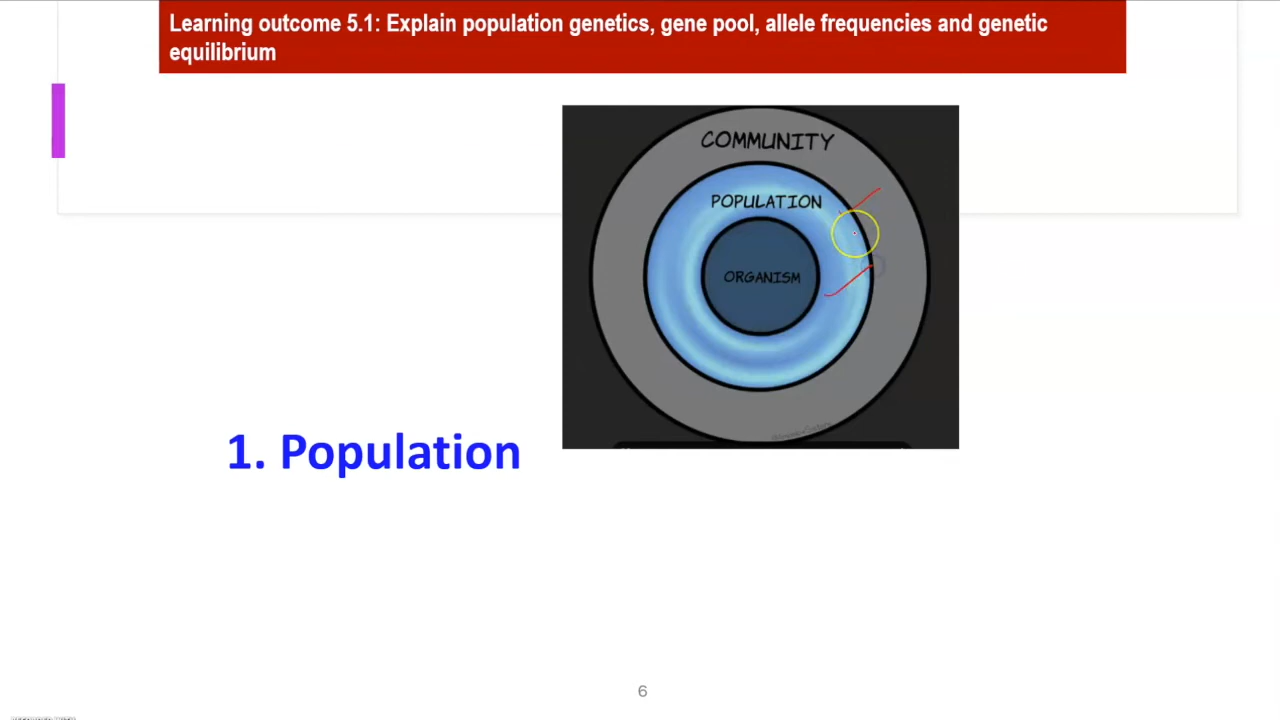 Learning outcome 5.1: Explain population genetics, gene pool, allele frequencies and genetic
equilibrium
COMMUNITY
POPULATION
ORGANISM
1. Population
6